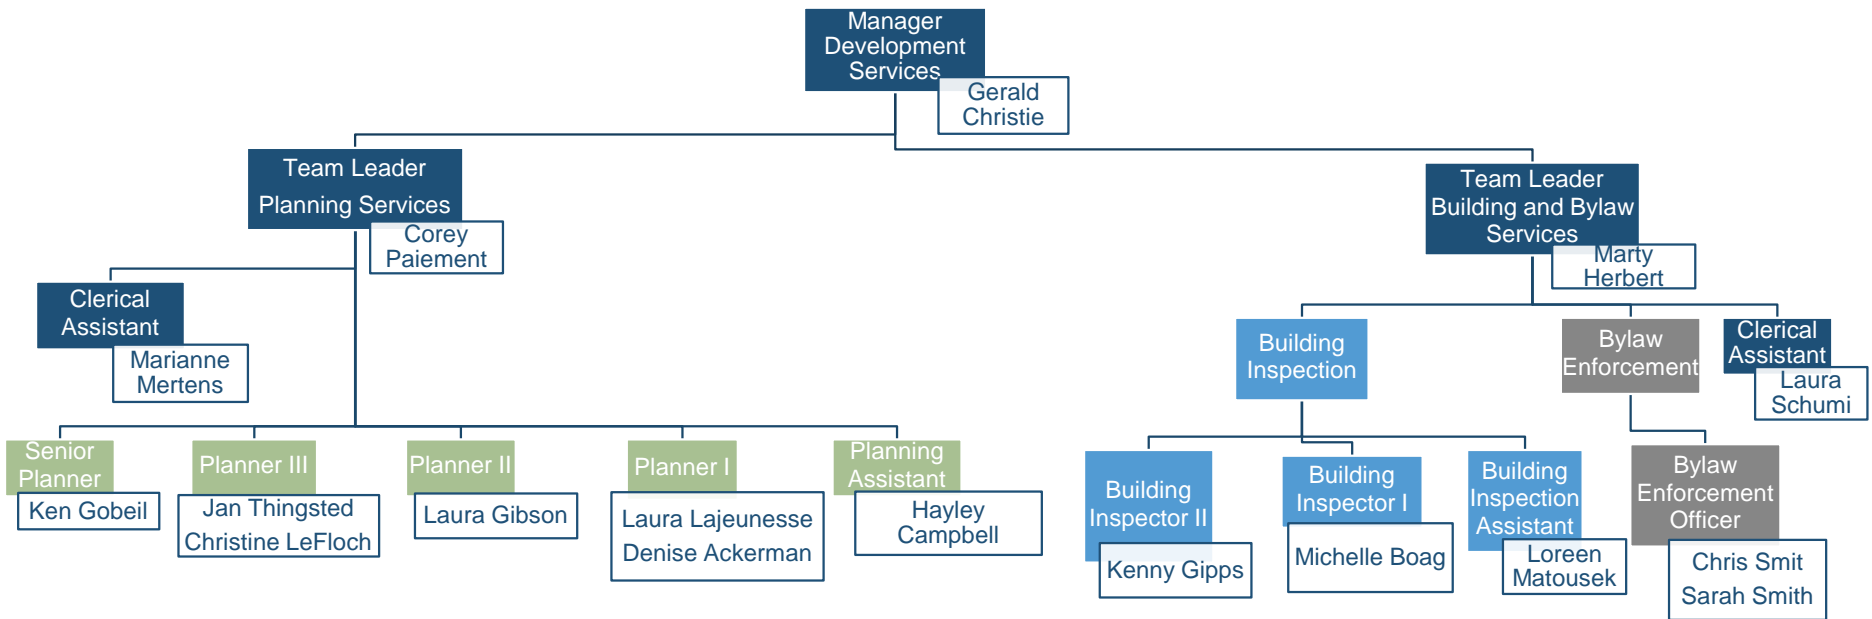 Manager
Development
Services
Gerald
Christie
Team Leader
Planning Services
Corey
Paiement
Team Leader
Building and Bylaw
Services
Marty
Herbert
Clerical
Assistant
Marianne
Mertens
Building
Inspection
Bylaw
Enforcement
Clerical
Assistant
Laura
Schumi
Senior
Planner
Ken Gobeil
Planner III
Jan Thingsted
Christine LeFloch
Planner II
Laura Gibson
Planner I
Laura Lajeunesse
Denise Ackerman
Planning
Assistant
Hayley
Campbell
Building
Inspector II
Kenny Gipps
Building
Inspector I
Michelle Boag
Building
Inspection
Assistant
Loreen
Matousek
Bylaw
Enforcement
Officer
Chris Smit
Sarah Smith